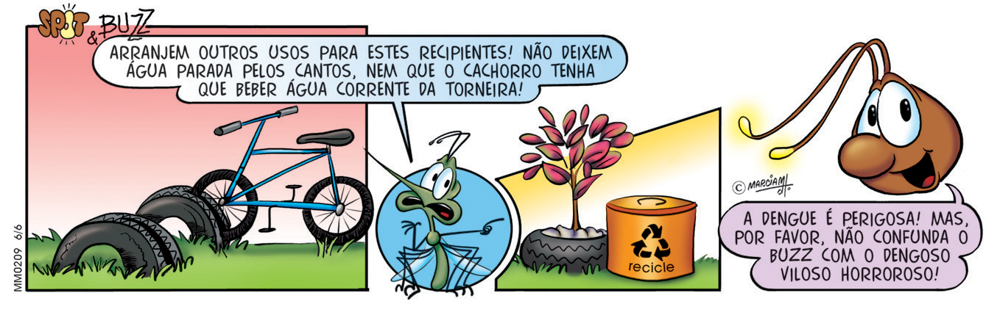 SPOT
& BUZZ
ARRANJEM OUTROS USOS PARA ESTES RECIPIENTES! NÃO DEIXEM
ÁGUA PARADA PELOS CANTOS, NEM QUE O CACHORRO TENHA
QUE BEBER ÁGUA CORRENTE DA TORNEIRA!
MM0209 6/6
recicle
© MARCIAM
A DENGUE É PERIGOSA! MAS,
POR FAVOR, NÃO CONFUNDA O
BUZZ COM O DENGOSO
VILOSO HORROROSO!